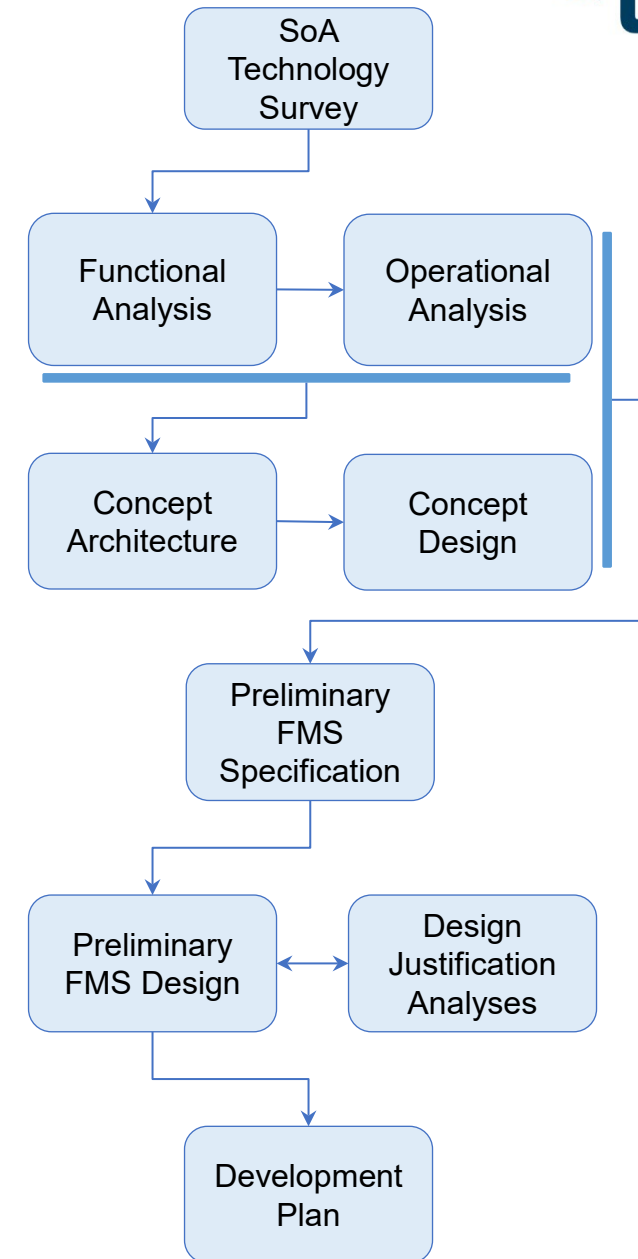 SoA
Technology
Survey
Functional
Analysis
Operational
Analysis
Concept
Architecture
Concept
Design
Preliminary
FMS
Specification
Preliminary
FMS Design
Design
Justification
Analyses
Development
Plan